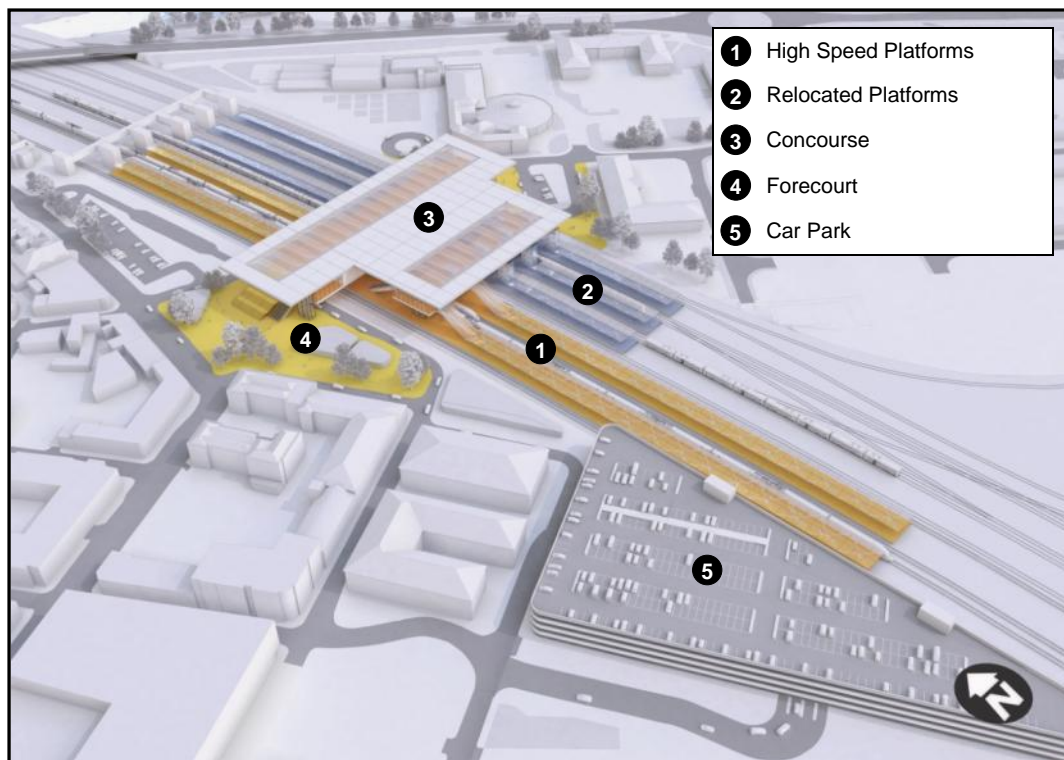 1 High Speed Platforms
2 Relocated Platforms
3 Concourse
4 Forecourt
5 Car Park
3
2
1
4
5
N